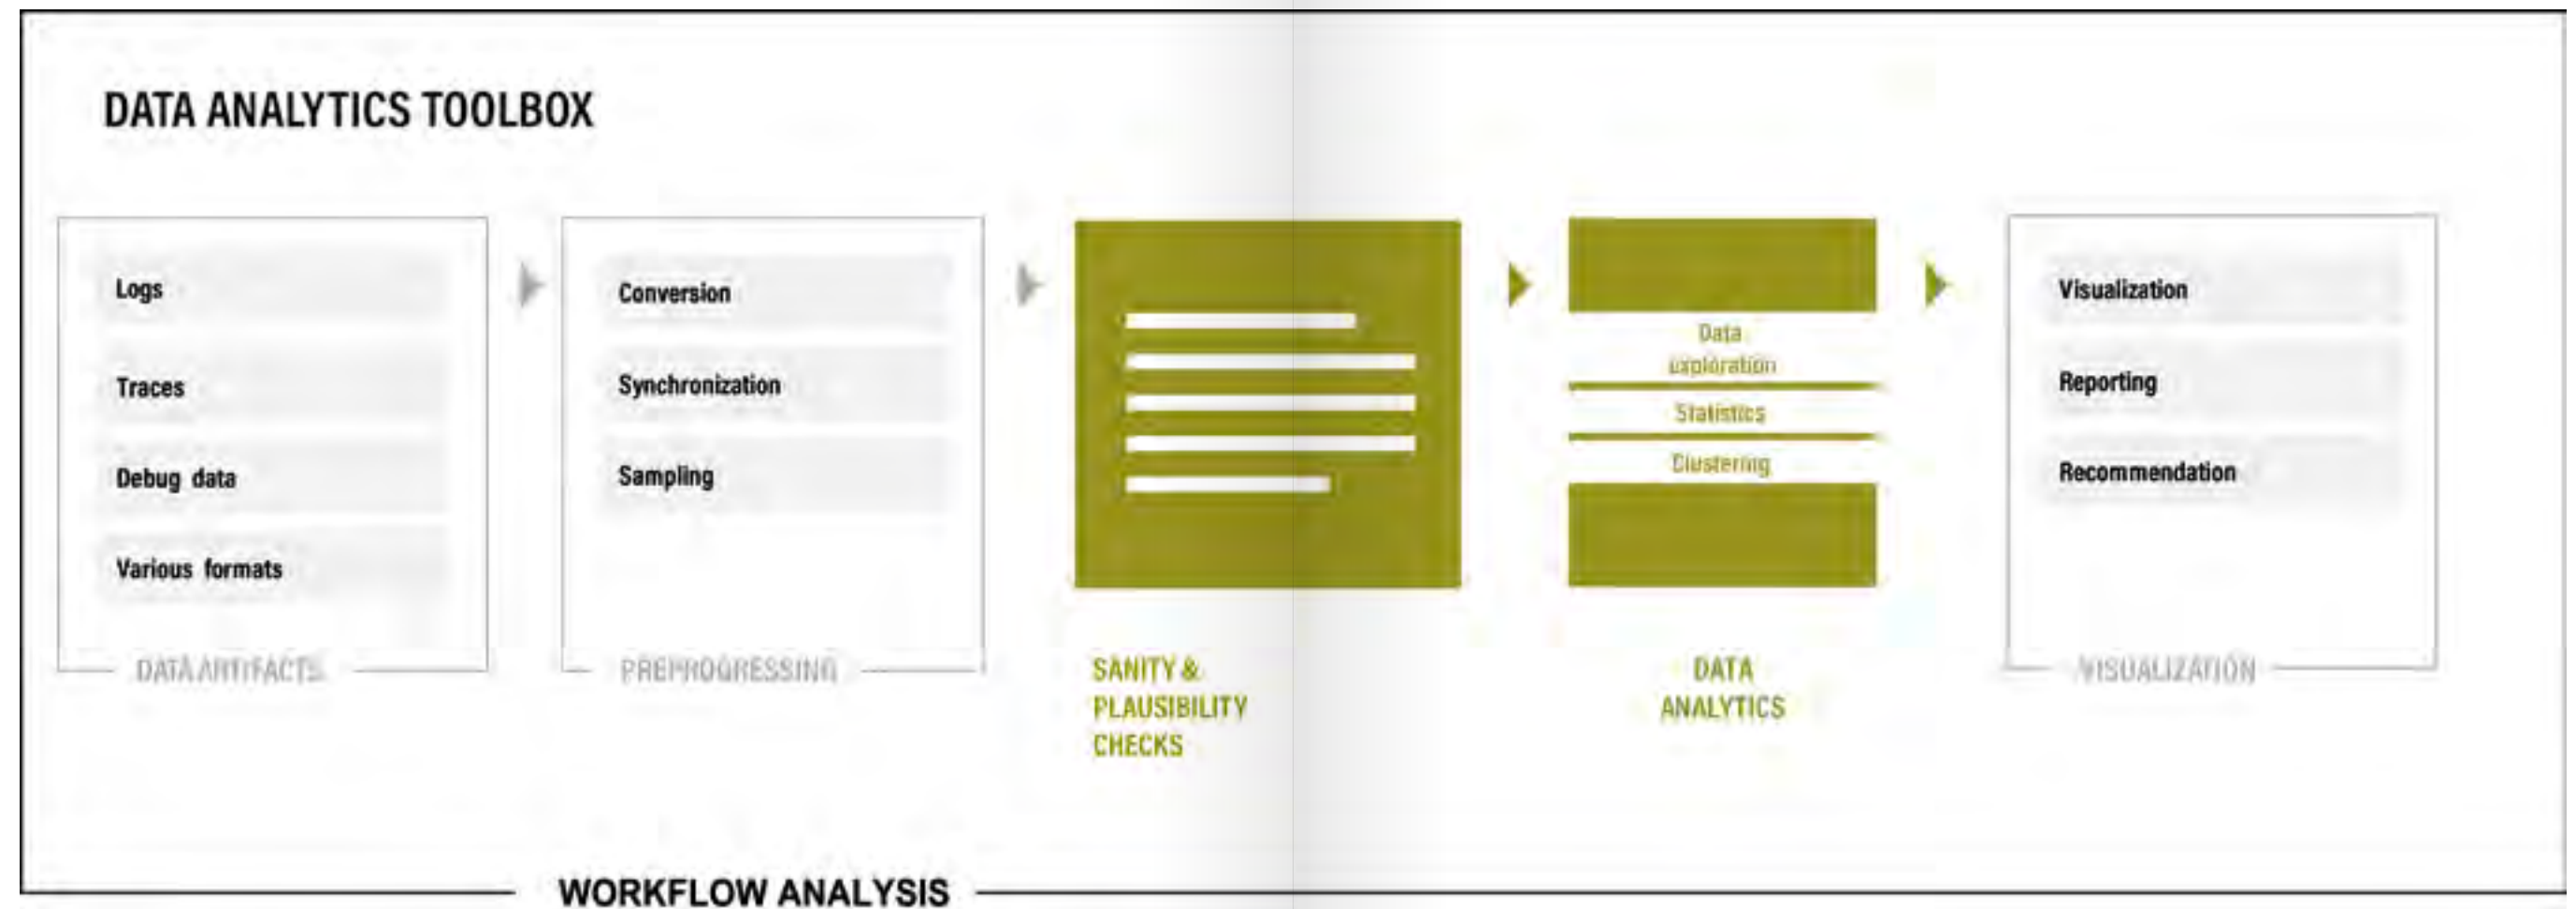 DATA ANALYTICS TOOLBOX
Logs
Traces
Debug data
Various formats
DATA ARTIFACTS
Conversion
Synchronization
Sampling
PREPROGRESSING
SANITY &
PLAUSIBILITY
CHECKS
Data
exploration
Statistics
Clustering
DATA
ANALYTICS
Visualization
Reporting
Recommendation
VISUALIZATION
WORKFLOW ANALYSIS